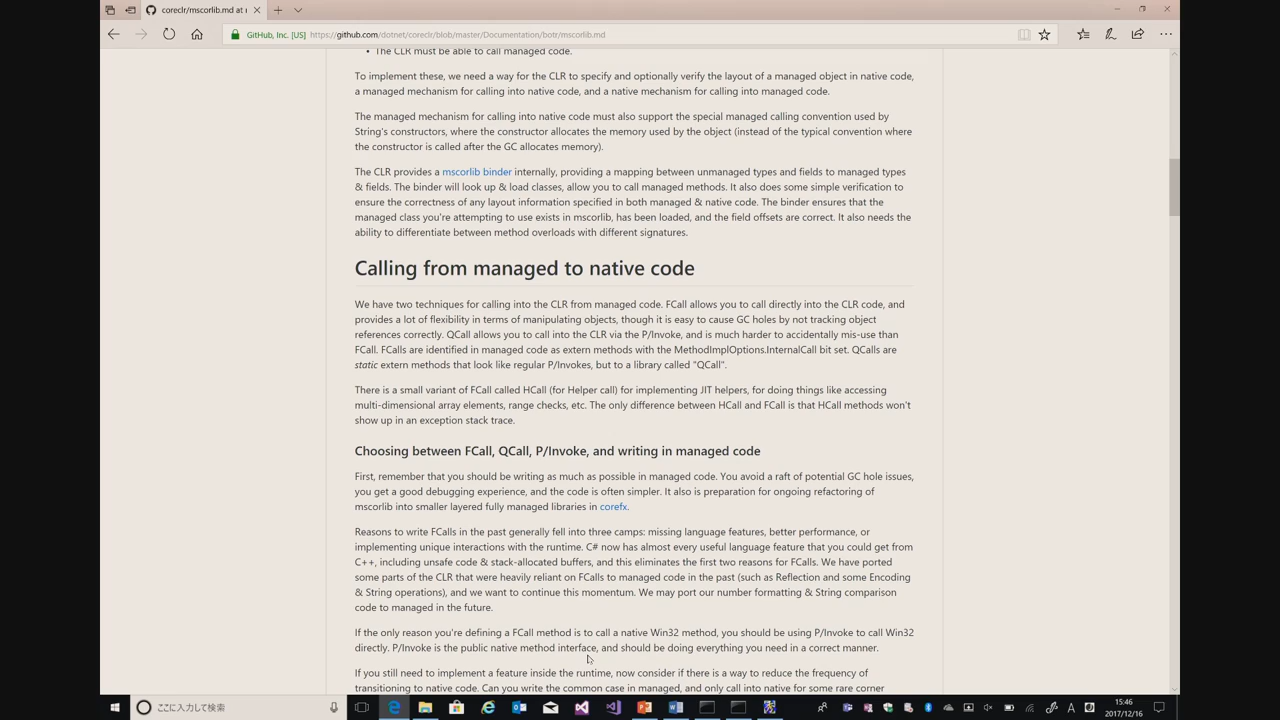 coreclr/mscorlib.md at r
GitHub, Inc. [US] https://github.com/dotnet/coreclr/blob/master/Documentation/botr/mscorlib.md
• The CLR must be able to call managed code.
To implement these, we need a way for the CLR to specify and optionally verify the layout of a managed object in native code,
a managed mechanism for calling into native code, and a native mechanism for calling into managed code.
The managed mechanism for calling into native code must also support the special managed calling convention used by
String's constructors, where the constructor allocates the memory used by the object (instead of the typical convention where
the constructor is called after the GC allocates memory).
The CLR provides a mscorlib binder internally, providing a mapping between unmanaged types and fields to managed types
& fields. The binder will look up & load classes, allow you to call managed methods. It also does some simple verification to
ensure the correctness of any layout information specified in both managed & native code. The binder ensures that the
managed class you're attempting to use exists in mscorlib, has been loaded, and the field offsets are correct. It also needs the
ability to differentiate between method overloads with different signatures.
Calling from managed to native code
We have two techniques for calling into the CLR from managed code. FCall allows you to call directly into the CLR code, and
provides a lot of flexibility in terms of manipulating objects, though it is easy to cause GC holes by not tracking object
references correctly. QCall allows you to call into the CLR via the P/Invoke, and is much harder to accidentally mis-use than
FCall. FCalls are identified in managed code as extern methods with the MethodImplOptions.InternalCall bit set. QCalls are
static extern methods that look like regular P/Invokes, but to a library called "QCall".
There is a small variant of FCall called HCall (for Helper call) for implementing JIT helpers, for doing things like accessing
multi-dimensional array elements, range checks, etc. The only difference between HCall and FCall is that HCall methods won't
show up in an exception stack trace.
Choosing between FCall, QCall, P/Invoke, and writing in managed code
First, remember that you should be writing as much as possible in managed code. You avoid a raft of potential GC hole issues,
you get a good debugging experience, and the code is often simpler. It also is preparation for ongoing refactoring of
mscorlib into smaller layered fully managed libraries in corefx.
Reasons to write FCalls in the past generally fell into three camps: missing language features, better performance, or
implementing unique interactions with the runtime. C# now has almost every useful language feature that you could get from
C++, including unsafe code & stack-allocated buffers, and this eliminates the first two reasons for FCalls. We have ported
some parts of the CLR that were heavily reliant on FCalls to managed code in the past (such as Reflection and some Encoding
& String operations), and we want to continue this momentum. We may port our number formatting & String comparison
code to managed in the future.
If the only reason you're defining a FCall method is to call a native Win32 method, you should be using P/Invoke to call Win32
directly. P/Invoke is the public native method interface, and should be doing everything you need in a correct manner.
If you still need to implement a feature inside the runtime, now consider if there is a way to reduce the frequency of
transitioning to native code. Can you write the common case in managed, and only call into native for some rare corner
ここに入力して検索
A
15:46
2017/12/16